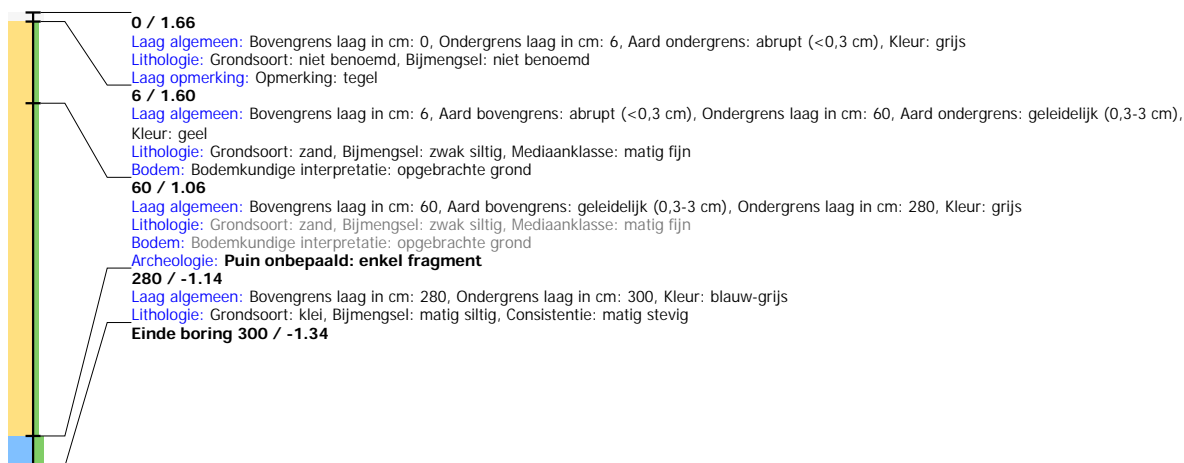 0 / 1.66
Laag algemeen: Bovengrens laag in cm: 0, Ondergrens laag in cm: 6, Aard ondergrens: abrupt (<0,3 cm), Kleur: grijs
Lithologie: Grondsoort: niet benoemd, Bijmengsel: niet benoemd
Laag opmerking: Opmerking: tegel
6 / 1.60
Laag algemeen: Bovengrens laag in cm: 6, Aard bovengrens: abrupt (<0,3 cm), Ondergrens laag in cm: 60, Aard ondergrens: geleidelijk (0,3-3 cm),
Kleur: geel
Lithologie: Grondsoort: zand, Bijmengsel: zwak siltig, Mediaanklasse: matig fijn
Bodem: Bodemkundige interpretatie: opgebrachte grond
60 / 1.06
Laag algemeen: Bovengrens laag in cm: 60, Aard bovengrens: geleidelijk (0,3-3 cm), Ondergrens laag in cm: 280, Kleur: grijs
Lithologie: Grondsoort: zand, Bijmengsel: zwak siltig, Mediaanklasse: matig fijn
Bodem: Bodemkundige interpretatie: opgebrachte grond
Archeologie: Puin onbepaald: enkel fragment
280 / -1.14
Laag algemeen: Bovengrens laag in cm: 280, Ondergrens laag in cm: 300, Kleur: blauw-grijs
Lithologie: Grondsoort: klei, Bijmengsel: matig siltig, Consistentie: matig stevig
Einde boring 300 / -1.34